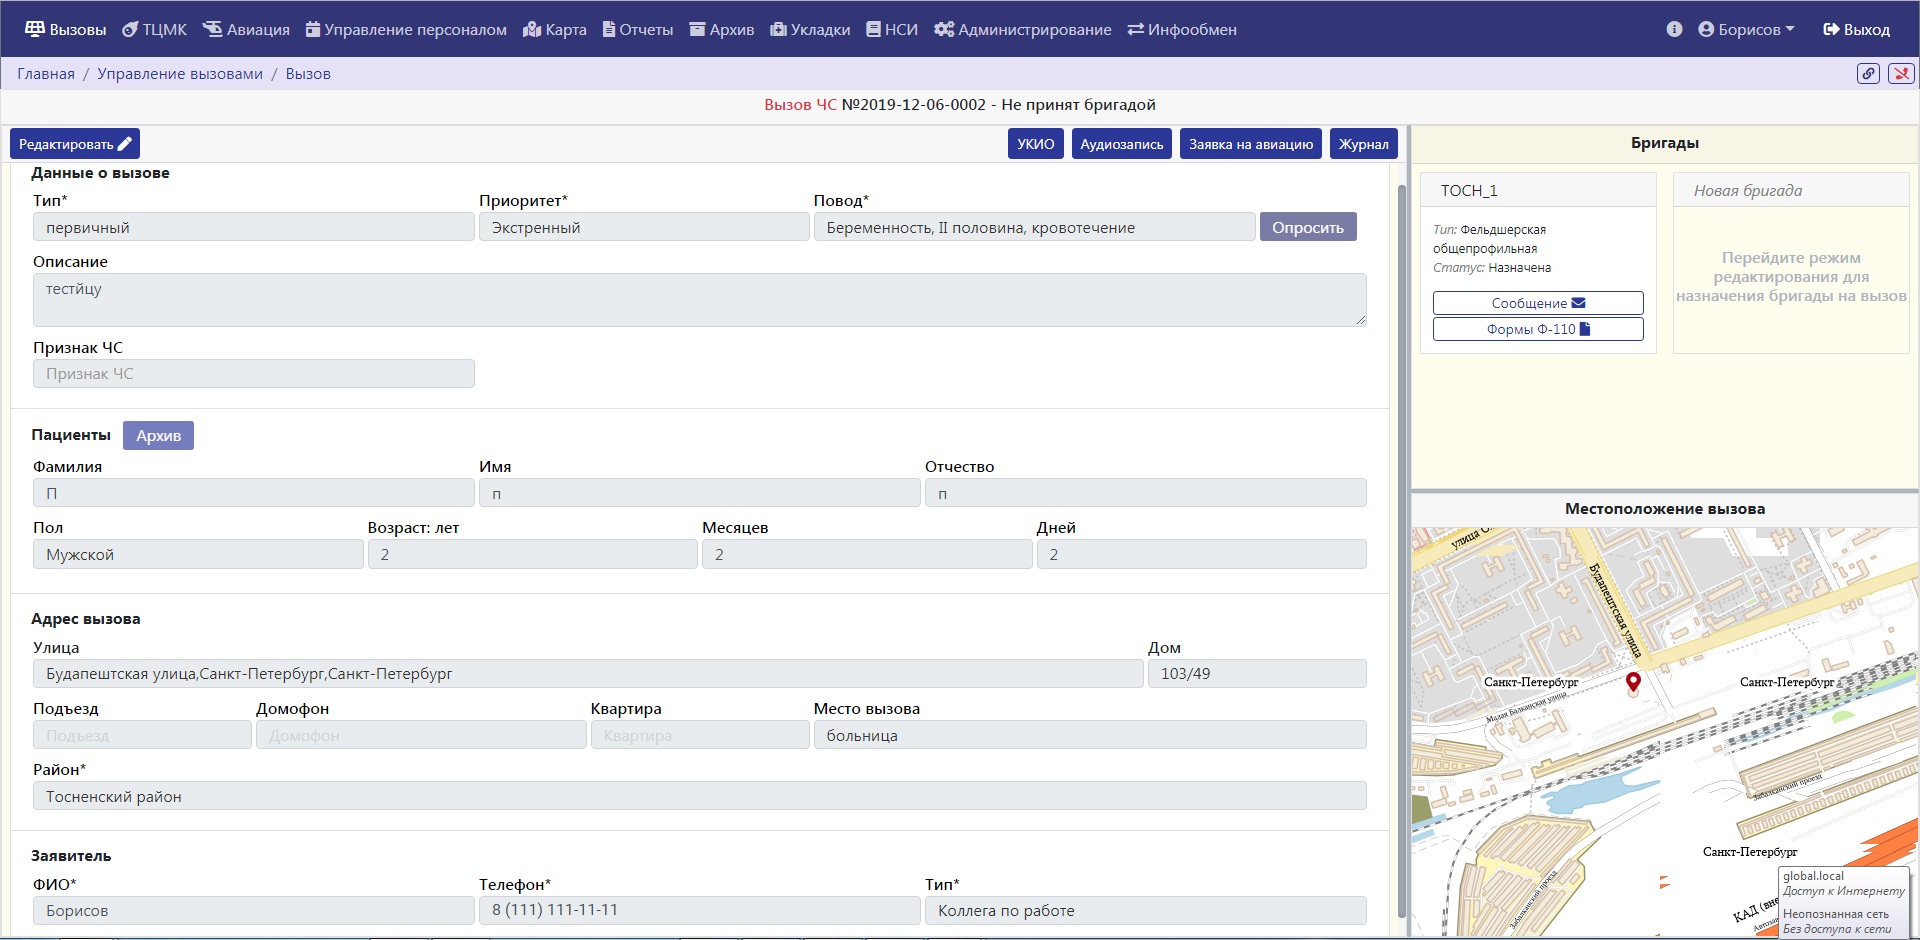 Вызовы ТЦМК Авиация Управление персоналом Карта Отчеты Архив Укладки НСИ Администрирование Инфообмен Борисов Выход
Главная / Управление вызовами / Вызов
Вызов ЧС №2019-12-06-0002 - Не принят бригадой
Редактировать УКИО Аудиозапись Заявка на авиацию Журнал
Данные о вызове
Тип* Приоритет* Повод*
первичный Экстренный Беременность, II половина, кровотечение Опросить
Описание
тестйцу
Признак ЧС
Признак ЧС
Пациенты Архив
Фамилия Имя Отчество
П п п
Пол Возраст: лет Месяцев Дней
Мужской 2 2 2
Адрес вызова
Улица Дом
Будапештская улица,Санкт-Петербург,Санкт-Петербург 103/49
Подъезд Домофон Квартира Место вызова
Подъезд Домофон Квартира больница
Район*
Тосненский район
Заявитель
ФИО* Телефон* Тип*
Борисов 8 (111) 111-11-11 Коллега по работе
Бригады
ТОСН_1
Тип: Фельдшерская
общепрофильная
Статус: Назначена
Сообщение
Формы Ф-110
Новая бригада
Перейдите режим
редактирования для
назначения бригады на вызов
Местоположение вызова
улица
Будапештская улица
Санкт-Петербург
Санкт-Петербург
Малая Балканская улица
Забалканский проезд
Санкт-Петербург
Забалканский проезд
КАД
global.local
Доступ к Интернету
Неопознанная сеть
Без доступа к сети